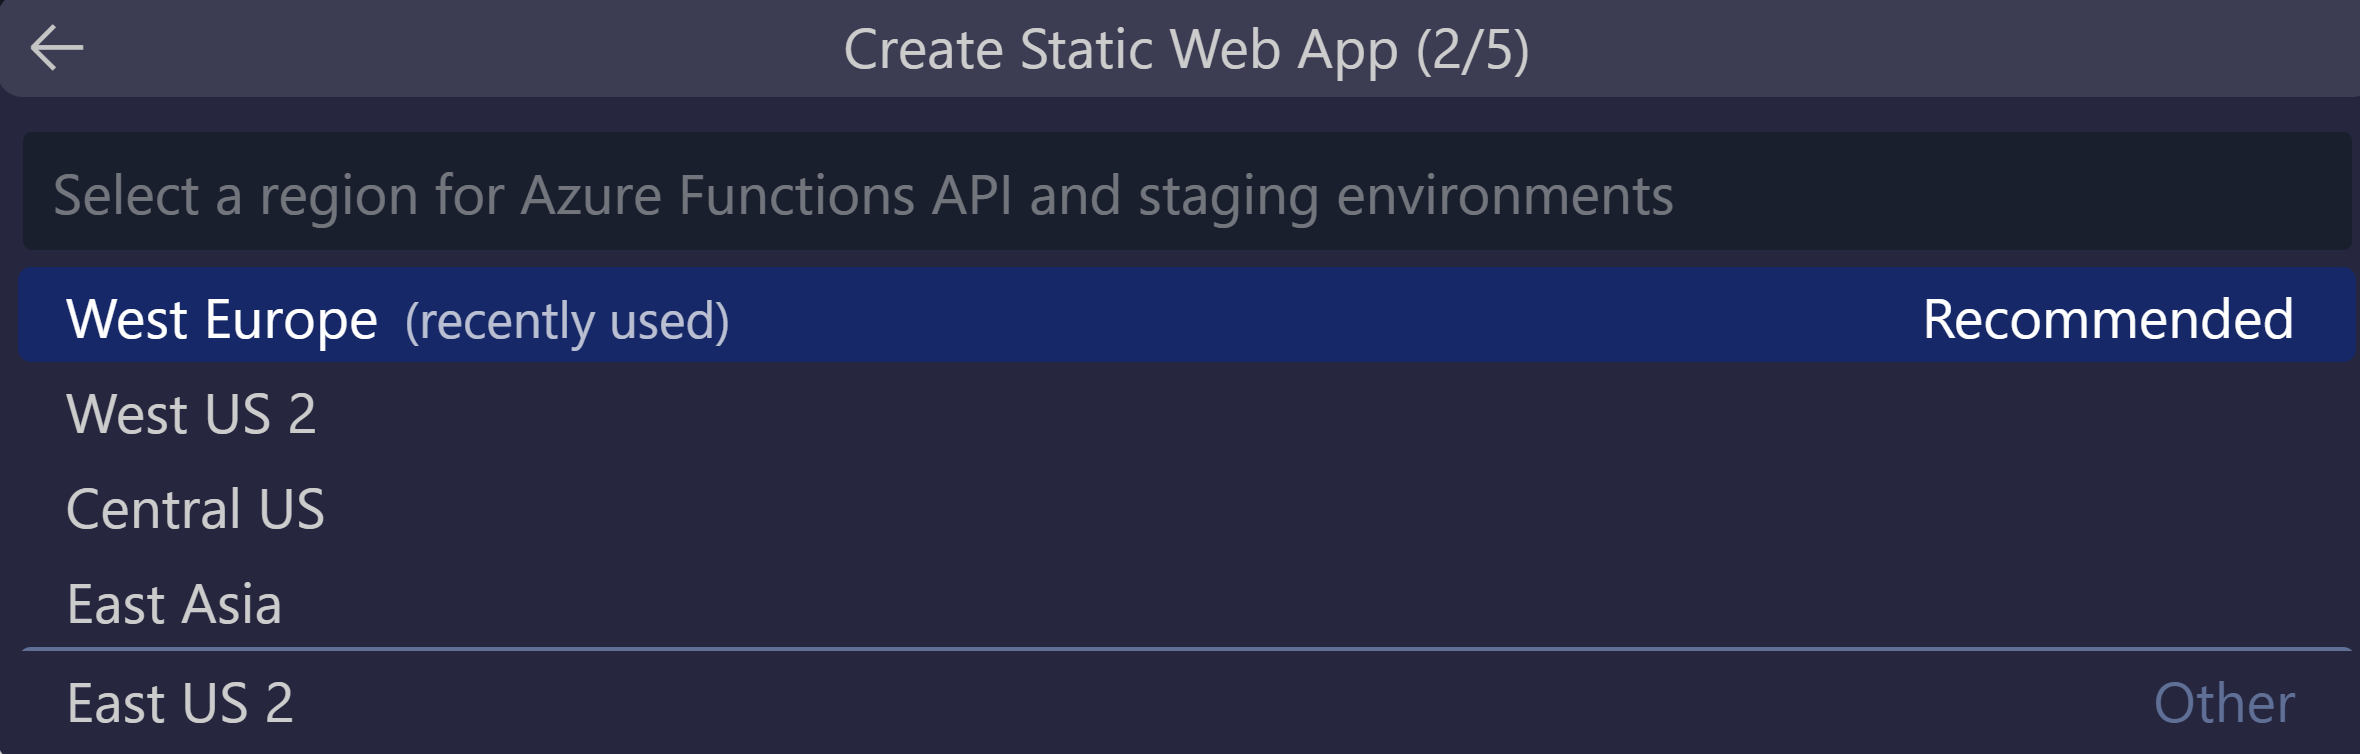 Create Static Web App (2/5)
Select a region for Azure Functions API and staging environments
West Europe (recently used) Recommended
West US 2
Central US
East Asia
East US 2 Other